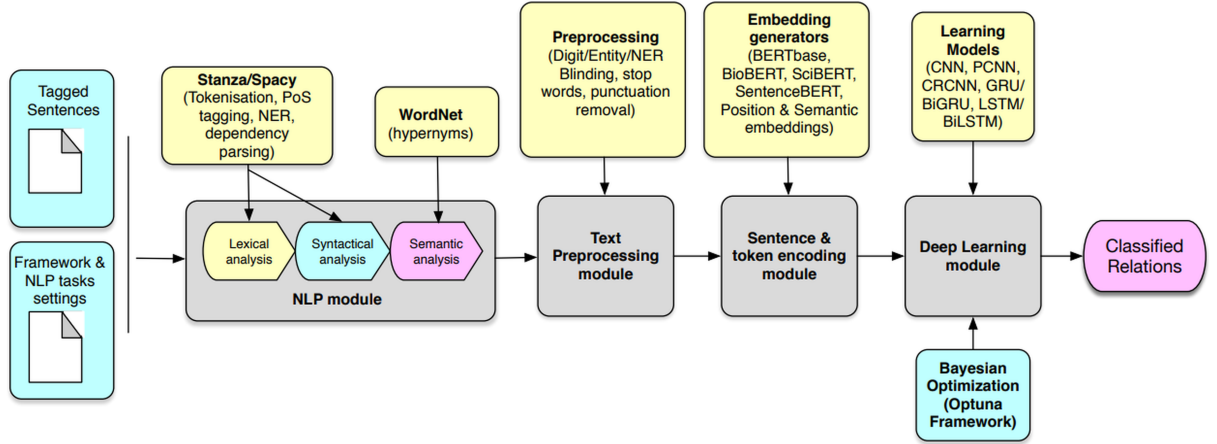 Tagged
Sentences
Framework &
NLP tasks
settings
Stanza/Spacy
(Tokenisation, PoS
tagging, NER,
dependency
parsing)
WordNet
(hypernyms)
Lexical
analysis
Syntactical
analysis
Semantic
analysis
NLP module
Preprocessing
(Digit/Entity/NER
Blinding, stop
words, punctuation
removal)
Text
Preprocessing
module
Embedding
generators
(BERTbase,
BioBERT, SciBERT,
SentenceBERT,
Position & Semantic
embeddings)
Sentence &
token encoding
module
Learning
Models
(CNN, PCNN,
CRCNN, GRU/
BiGRU, LSTM/
BiLSTM)
Deep Learning
module
Bayesian
Optimization
(Optuna
Framework)
Classified
Relations